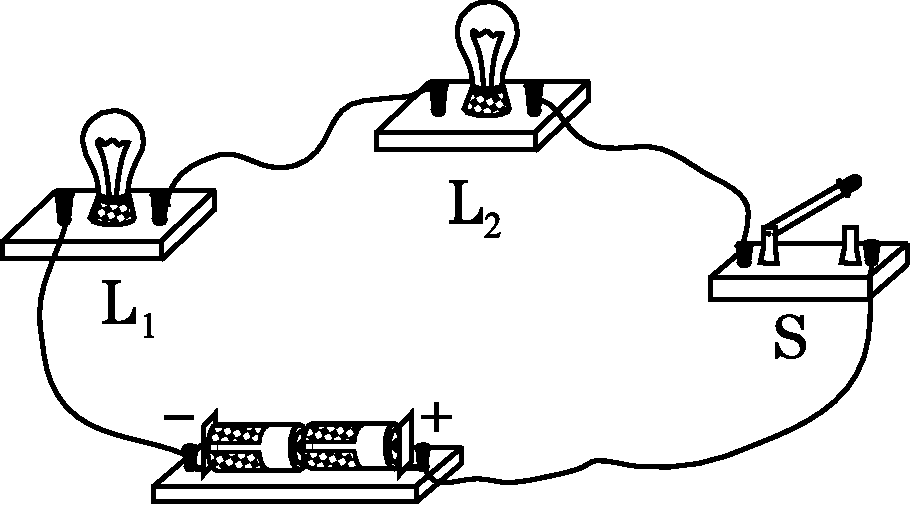 L₂
L₁
S
− +